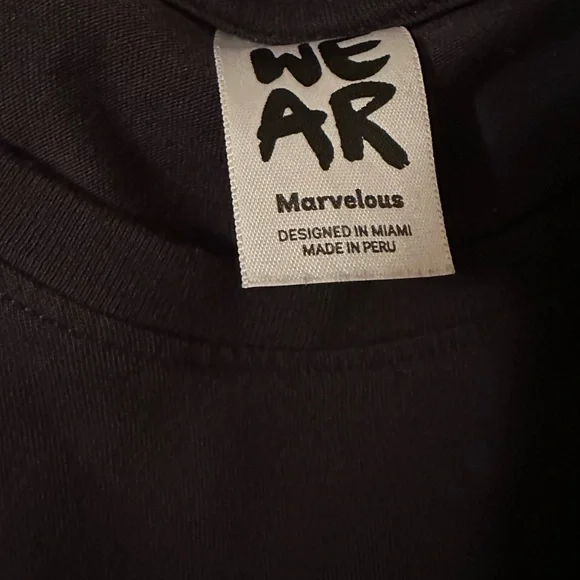 WE
AR
Marvelous
DESIGNED IN MIAMI
MADE IN PERU